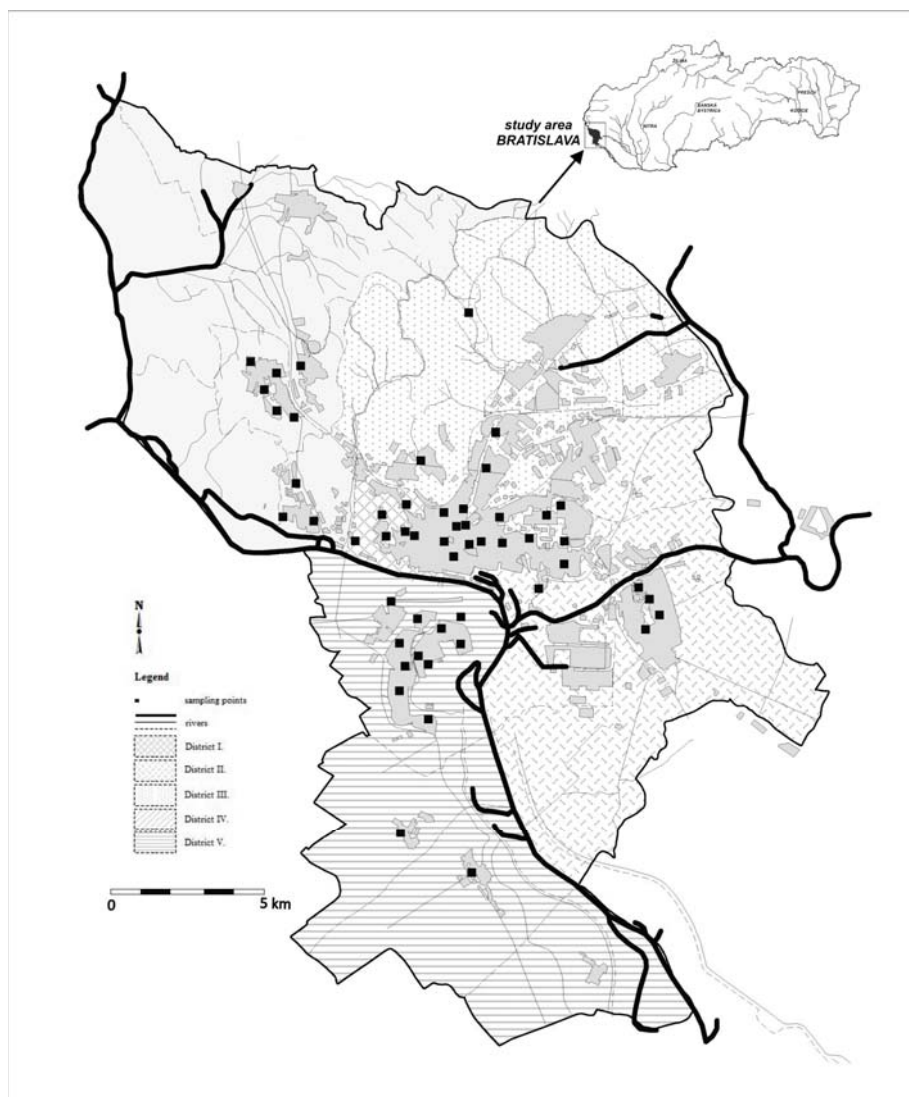 ŽILINA
PREŠOV
BANSKÁ
BYSTRICA
KOŠICE
NITRA
study area
BRATISLAVA
N
Legend
sampling points
rivers
District I.
District II.
District III.
District IV.
District V.
0 5 km